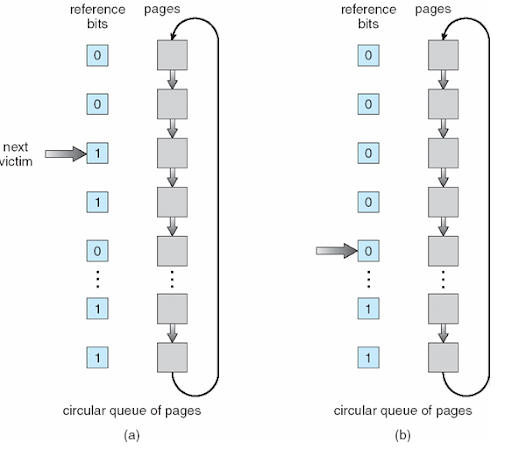 reference
bits
pages
0
0
next
victim
1
1
0
1
1
circular queue of pages
(a)
reference
bits
pages
0
0
0
0
0
1
1
circular queue of pages
(b)